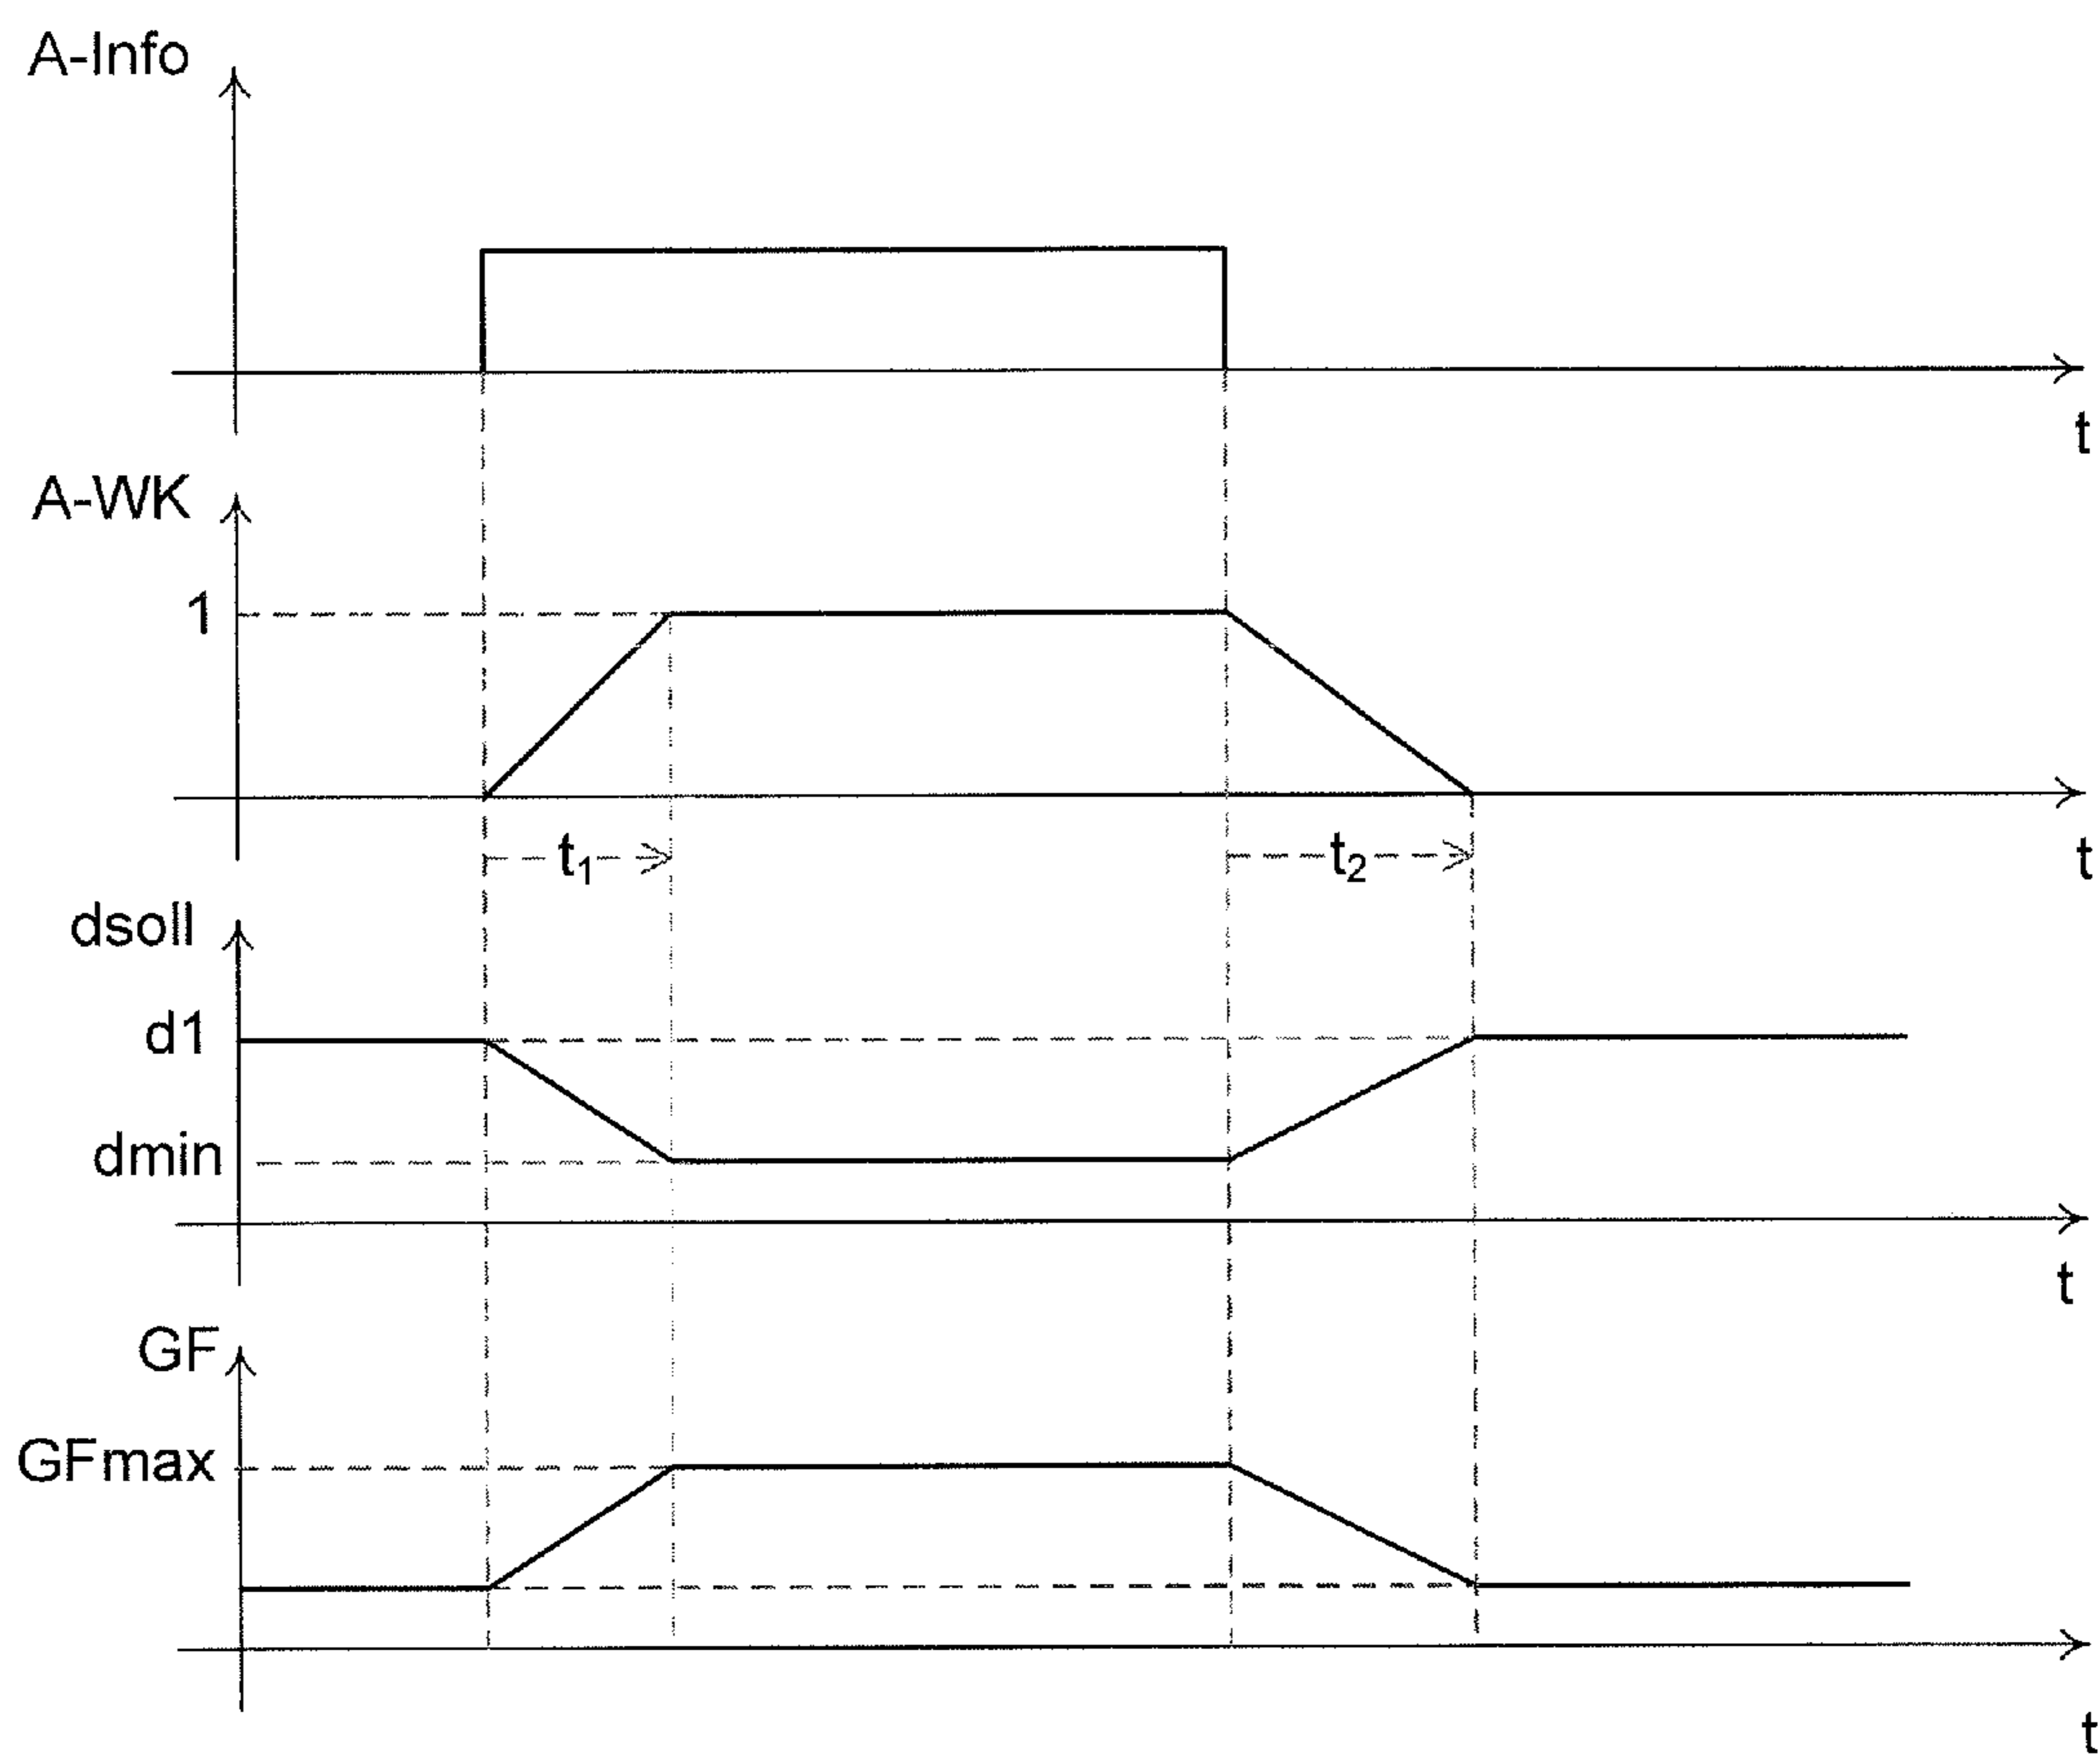 A-Info
t
A-WK
1
t
t₁
t₂
dsoll
d1
dmin
t
GF
GFmax
t